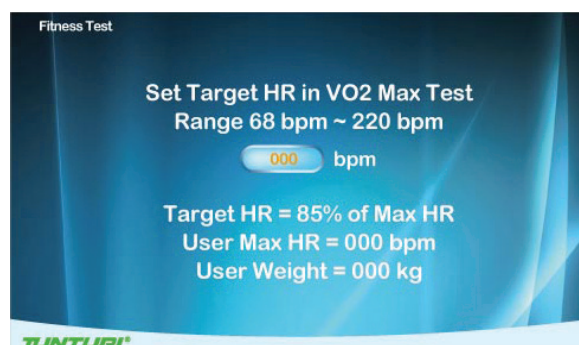 Fitness Test
Set Target HR in VO2 Max Test
Range 68 bpm ~ 220 bpm
000 bpm
Target HR = 85% of Max HR
User Max HR = 000 bpm
User Weight = 000 kg
TUNTURI®